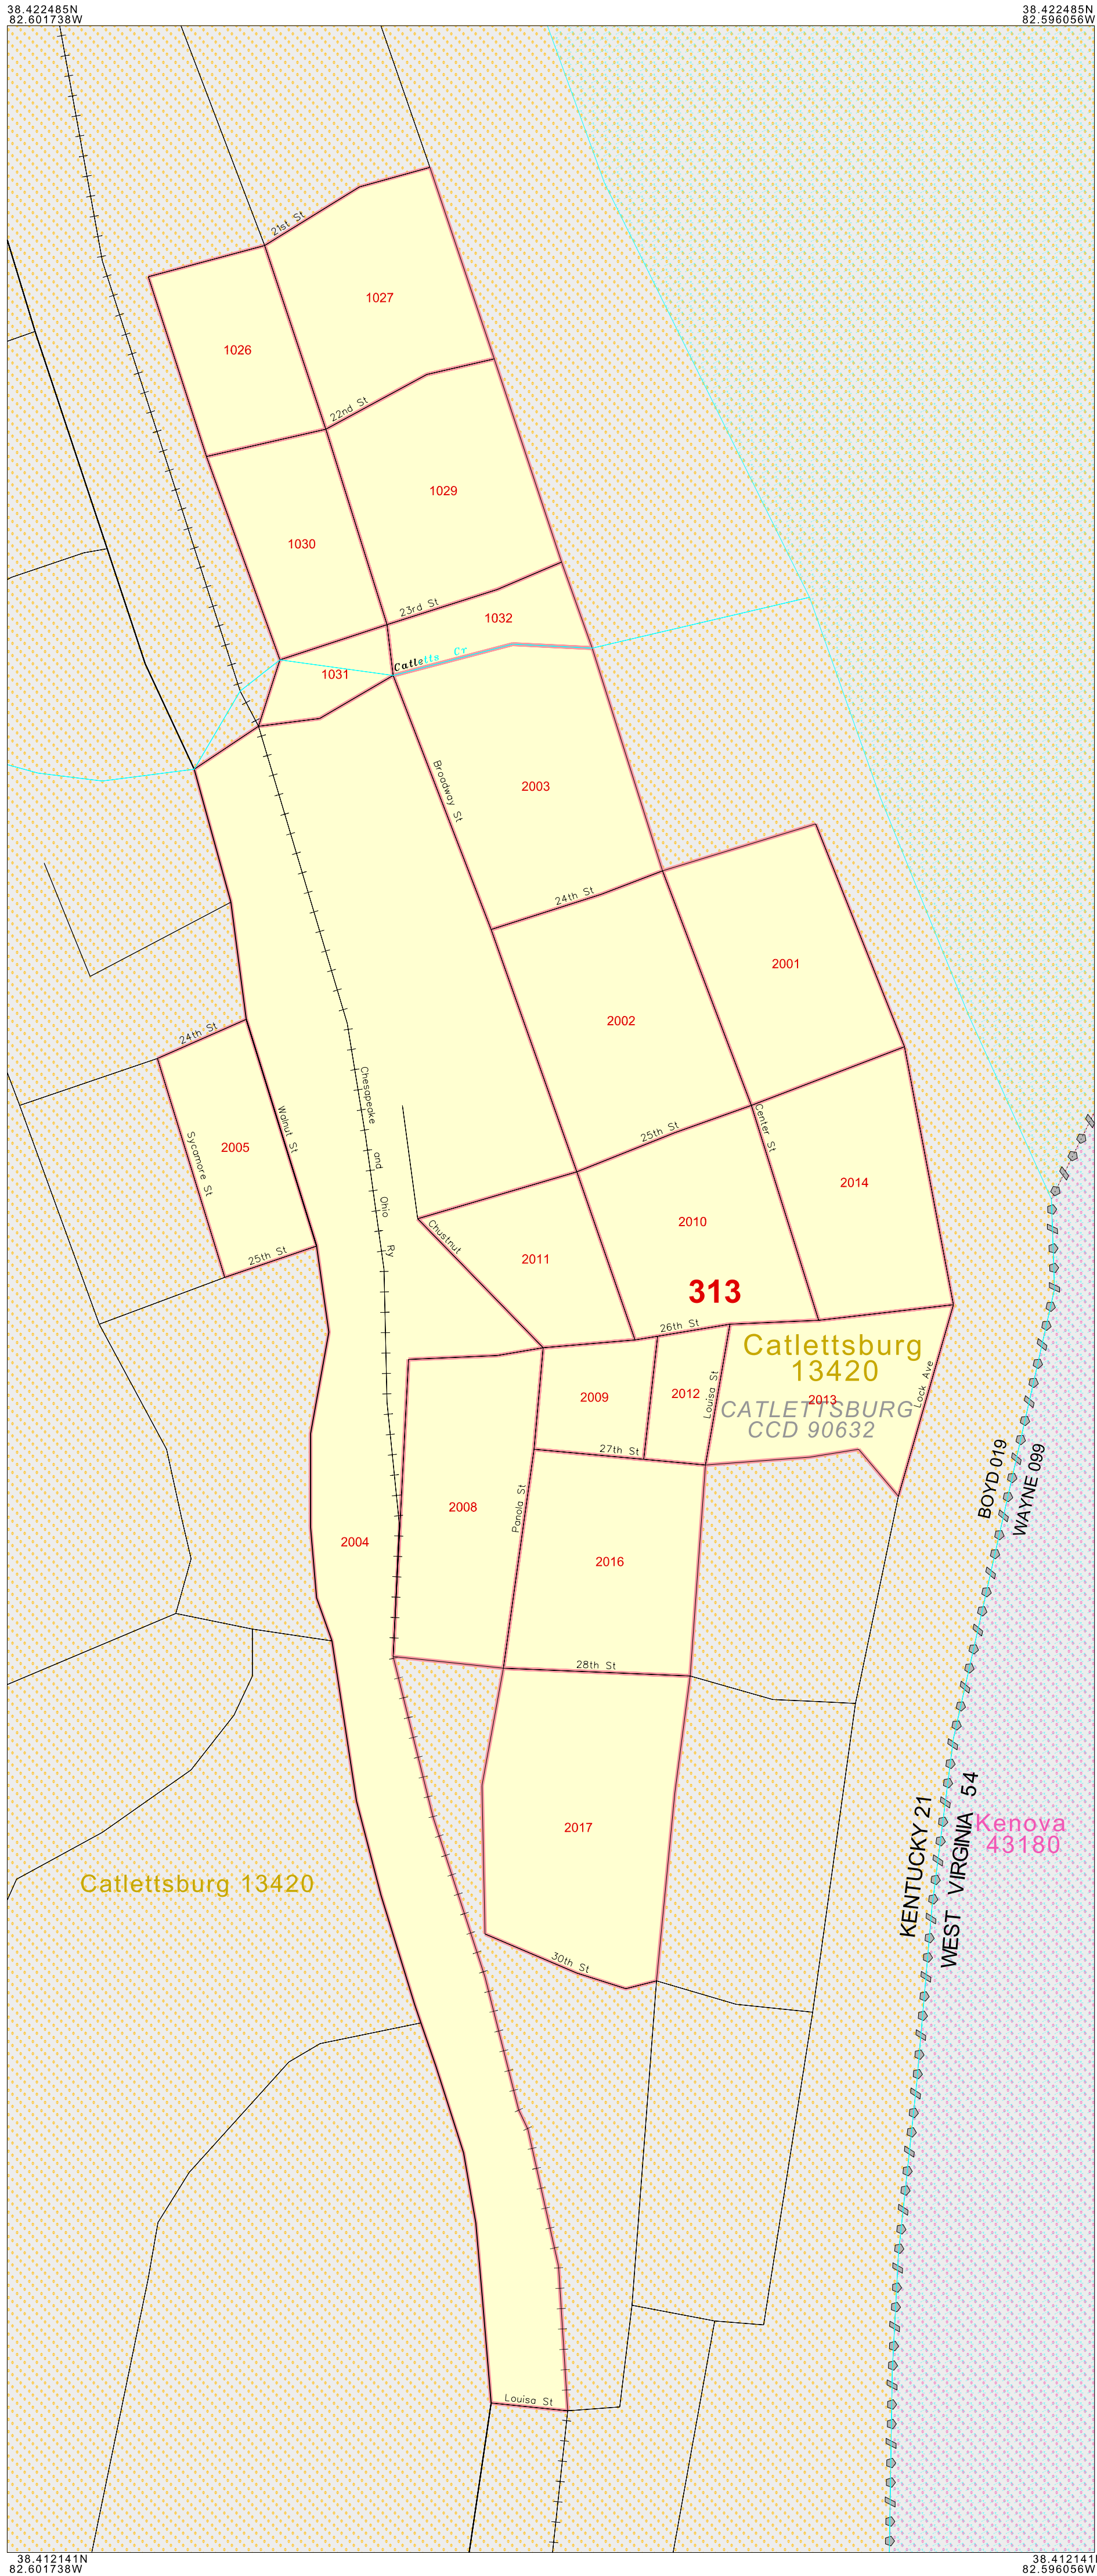 38.422485N
82.601738W
38.422485N
82.596056W
21st St
1027
1026
22nd St
1029
1030
23rd St
1032
Catletts Cr
1031
Broadway St
2003
24th St
2001
2002
24th St
Chesapeake and Ohio Ry
Walnut St
Center St
25th St
Sycamore St
2005
2014
Chustnut
2010
2011
25th St
313
26th St
Catlettsburg
13420
Lock Ave
Louisa St
2009
2012
2013
CATLETTSBURG
CCD 90632
27th St
BOYD 019
WAYNE 099
Panola St
2008
2004
2016
28th St
KENTUCKY 21
WEST VIRGINIA 54
Kenova
43180
2017
Catlettsburg 13420
30th St
Louisa St
38.412141N
82.601738W
38.412141
82.596056W